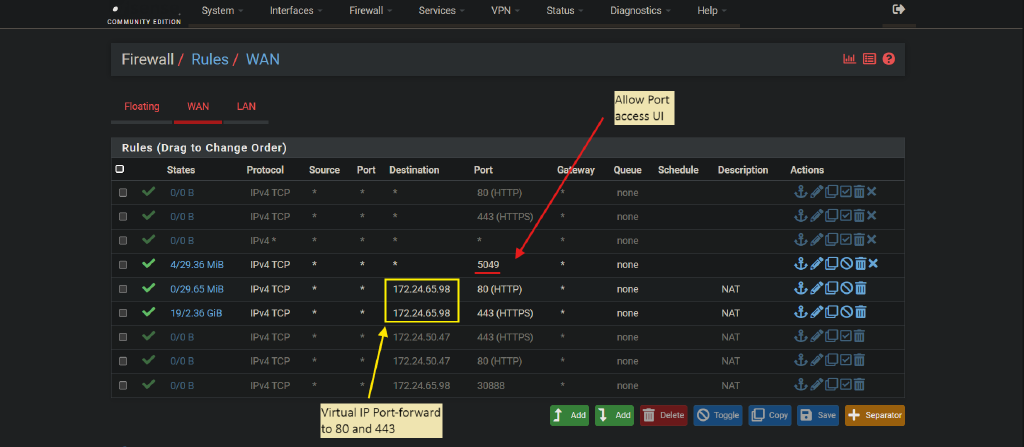 System Interfaces Firewall Services VPN Status Diagnostics Help
COMMUNITY EDITION
Firewall / Rules / WAN
Allow Port
access UI
Floating WAN LAN
Rules (Drag to Change Order)
States Protocol Source Port Destination Port Gateway Queue Schedule Description Actions
0/0 B IPv4 TCP * * * 80 (HTTP) * none
0/0 B IPv4 TCP * * * 443 (HTTPS) * none
0/0 B IPv4 * * * * * * none
4/29.36 MiB IPv4 TCP * * * 5049 * none
0/29.65 MiB IPv4 TCP * * 172.24.65.98 80 (HTTP) * none NAT
19/2.36 GiB IPv4 TCP * * 172.24.65.98 443 (HTTPS) * none NAT
0/0 B IPv4 TCP * * 172.24.50.47 443 (HTTPS) * none NAT
0/0 B IPv4 TCP * * 172.24.50.47 80 (HTTP) * none NAT
0/0 B IPv4 TCP * * 172.24.65.98 30888 * none NAT
Virtual IP Port-forward
to 80 and 443
Add Add Delete Toggle Copy Save Separator